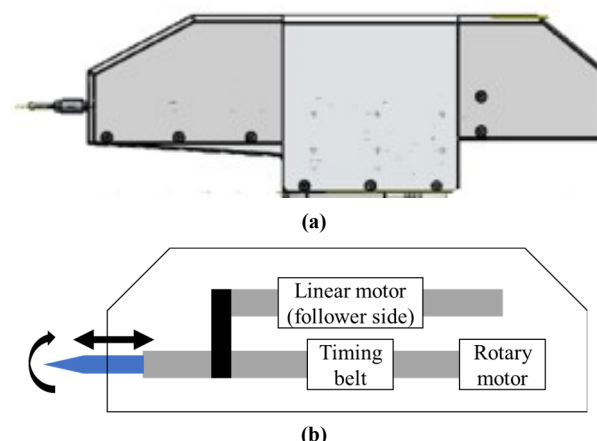 (a)
Linear motor
(follower side)
Timing
belt
Rotary
motor
(b)